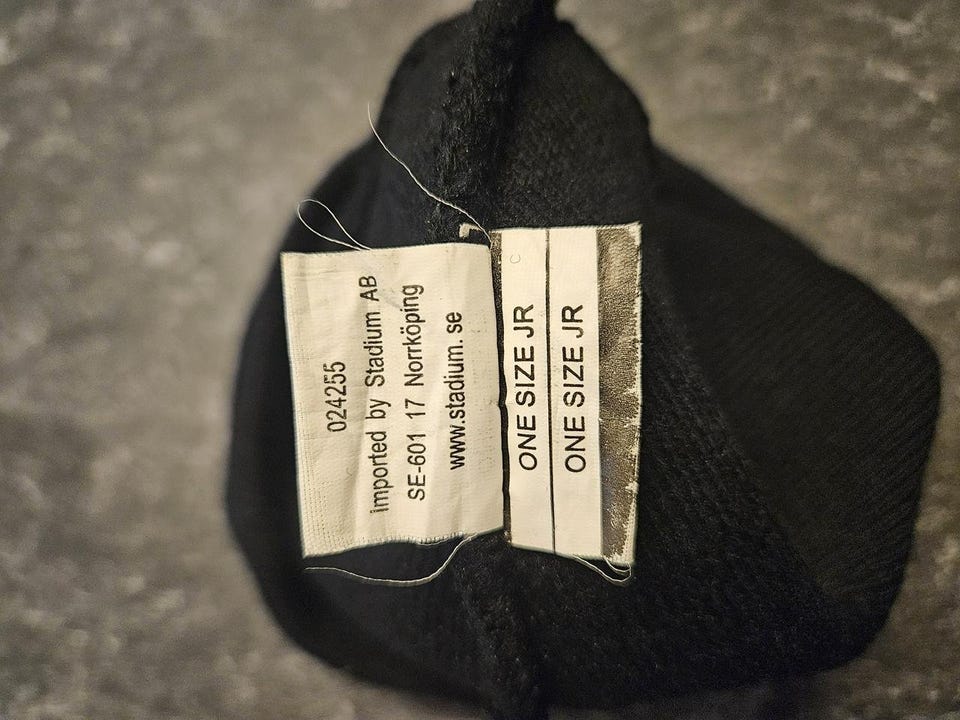 024255
Imported by Stadium AB
SE-601 17 Norrköping
www.stadium.se
ONE SIZE JR
ONE SIZE JR